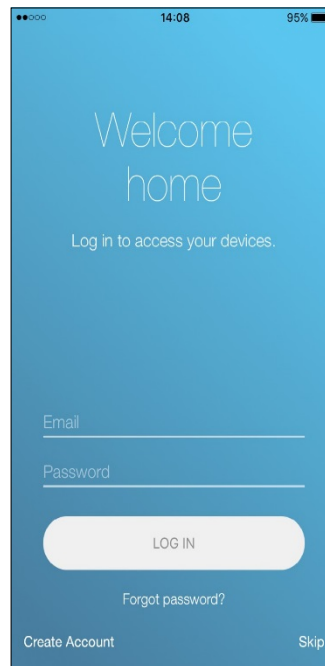 14:08 95%
Welcome
home
Log in to access your devices.
Email
Password
LOG IN
Forgot password?
Create Account Skip